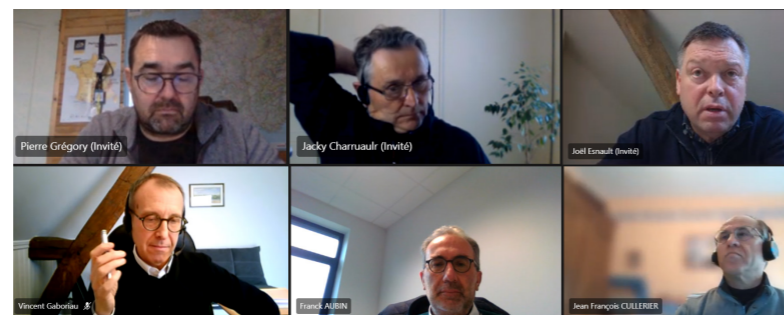 Pierre Grégory (Invité)
Jacky Charruaulr (Invité)
Joël Esnault (Invité)
Vincent Gaboriau
Franck AUBIN
Jean François CULLERIER